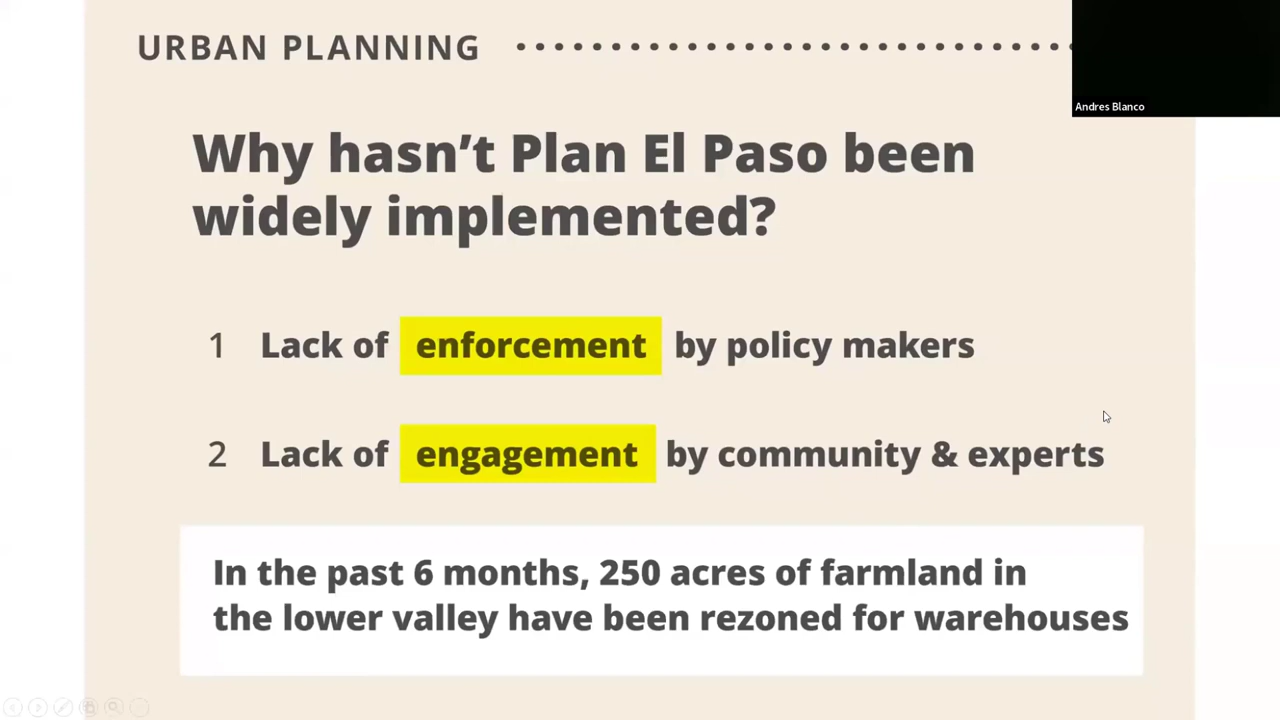 URBAN PLANNING
Andres Blanco
Why hasn’t Plan El Paso been
widely implemented?
1 Lack of enforcement by policy makers
2 Lack of engagement by community & experts
In the past 6 months, 250 acres of farmland in
the lower valley have been rezoned for warehouses